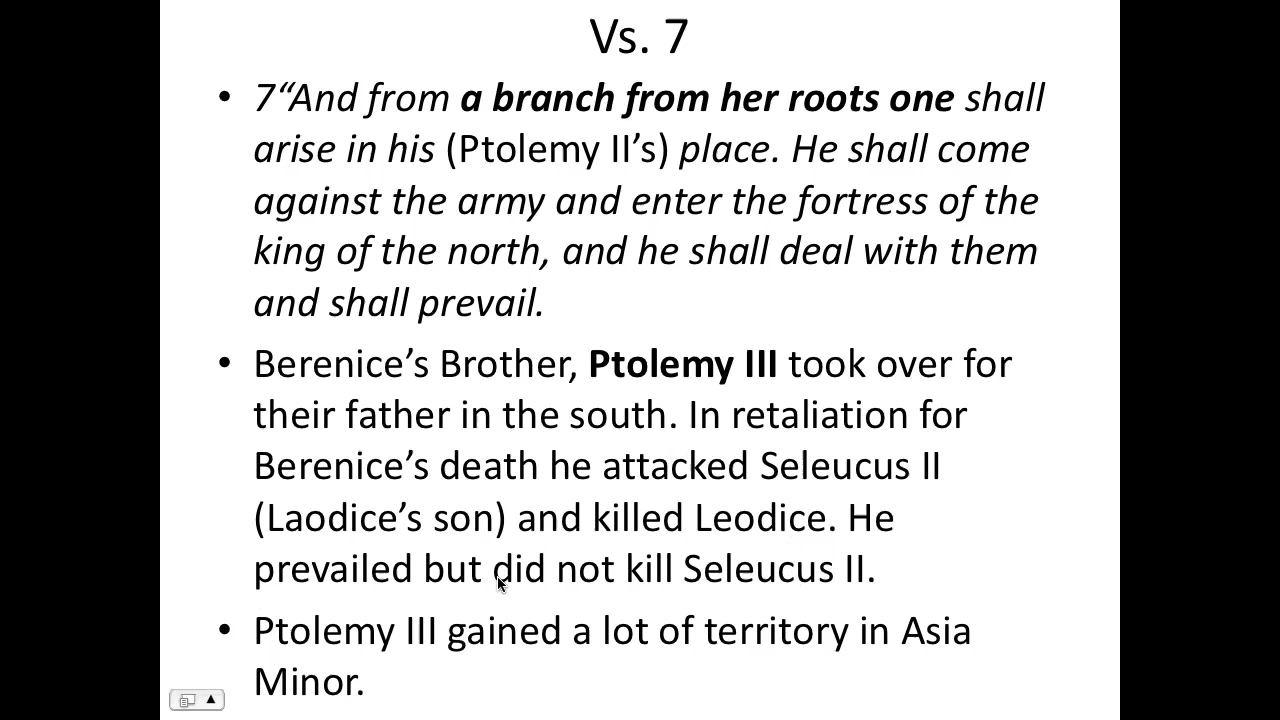 Vs. 7
• 7“And from a branch from her roots one shall
arise in his (Ptolemy II’s) place. He shall come
against the army and enter the fortress of the
king of the north, and he shall deal with them
and shall prevail.
• Berenice’s Brother, Ptolemy III took over for
their father in the south. In retaliation for
Berenice’s death he attacked Seleucus II
(Laodice’s son) and killed Leodice. He
prevailed but did not kill Seleucus II.
• Ptolemy III gained a lot of territory in Asia
Minor.